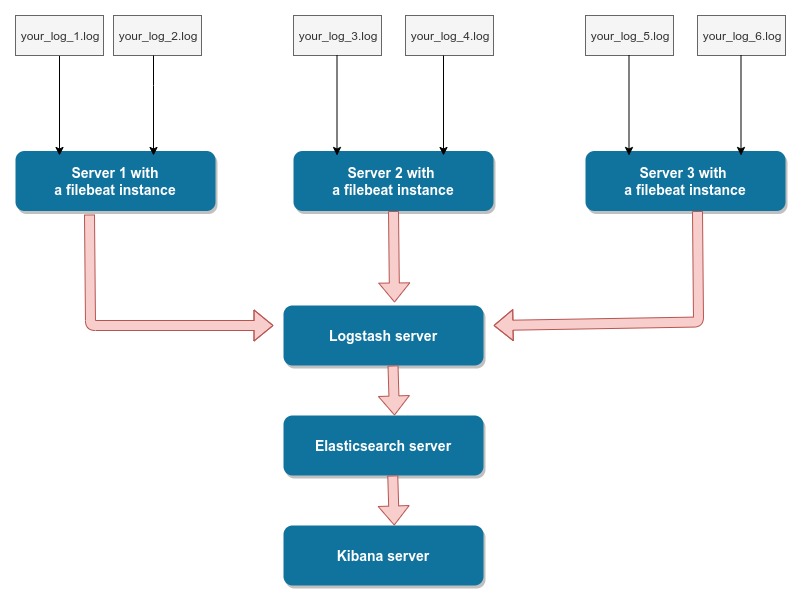 your_log_1.log
your_log_2.log
your_log_3.log
your_log_4.log
your_log_5.log
your_log_6.log
Server 1 with
a filebeat instance
Server 2 with
a filebeat instance
Server 3 with
a filebeat instance
Logstash server
Elasticsearch server
Kibana server